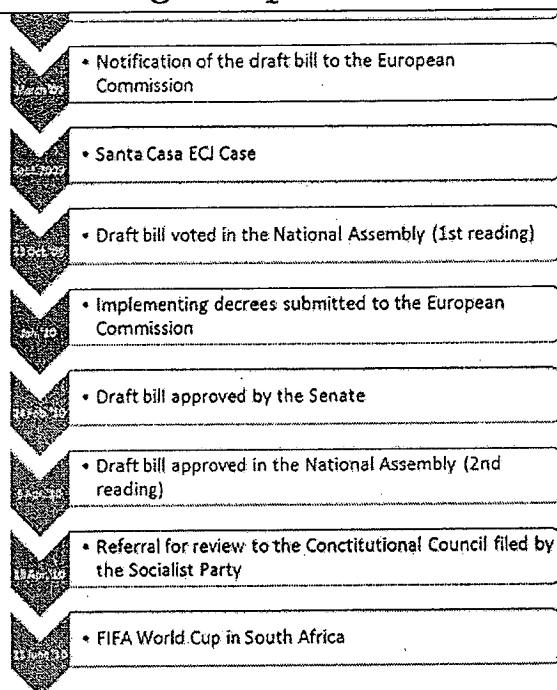 March'09
• Notification of the draft bill to the European
Commission
• Santa Casa ECJ Case
• Draft bill voted in the National Assembly (1st reading)
• Implementing decrees submitted to the European
Commission
• Draft bill approved by the Senate
• Draft bill approved in the National Assembly (2nd
reading)
• Referral for review to the Conctitutional Council filed by
the Socialist Party
• FIFA World Cup in South Africa